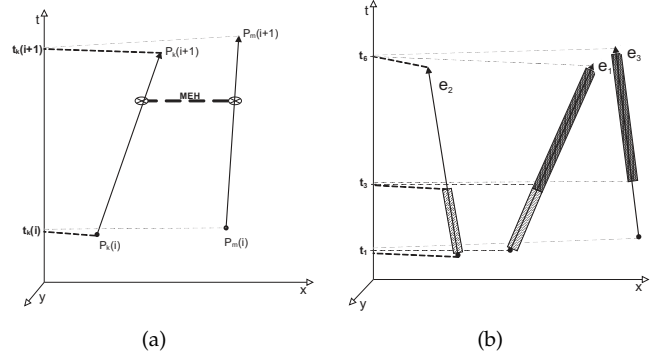 t
P_k(i+1)
P_m(i+1)
t_k(i+1)
MEH
t_k(i)
P_k(i)
P_m(i)
x
y
(a)
t
t_6
e_1
e_3
e_2
t_3
t_1
x
y
(b)